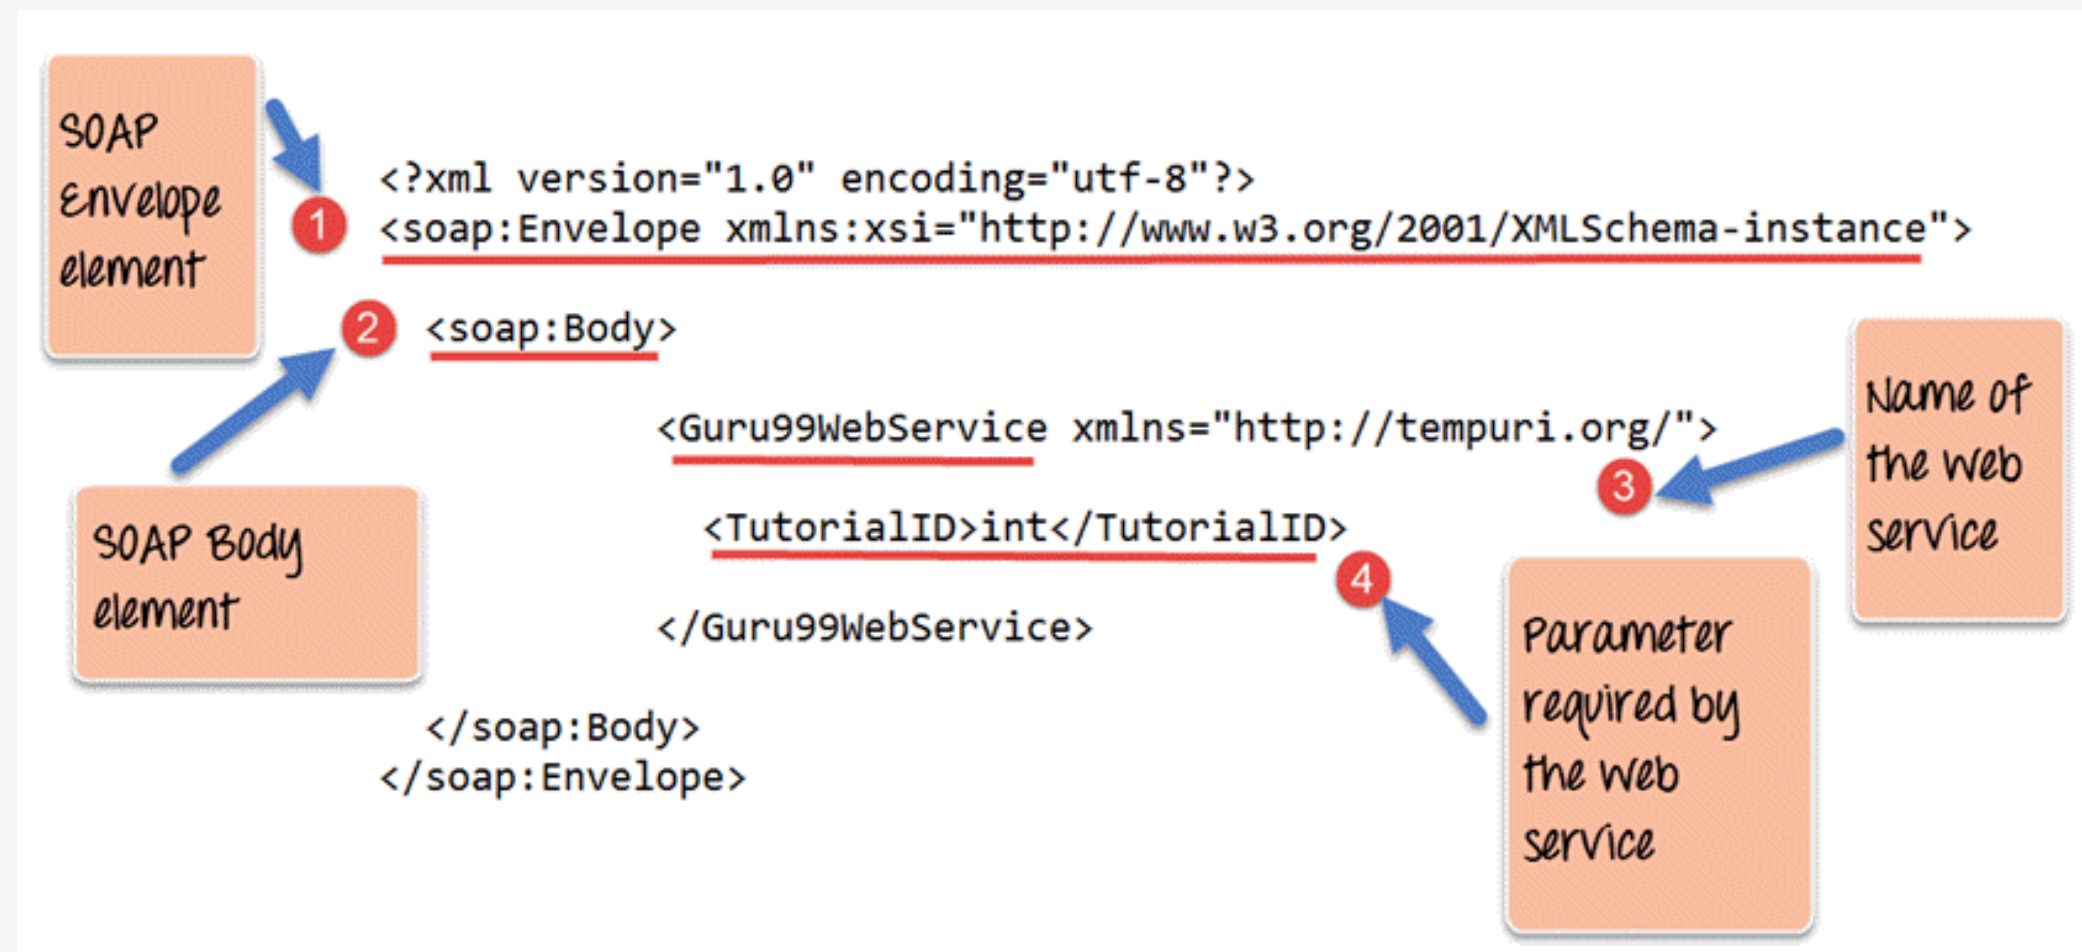 SOAP
Envelope
element
<?xml version="1.0" encoding="utf-8"?>
1
<soap:Envelope xmlns:xsi="http://www.w3.org/2001/XMLSchema-instance">
2
<soap:Body>
SOAP Body
element
<Guru99WebService xmlns="http://tempuri.org/">
3
Name of
the web
service
<TutorialID>int</TutorialID>
4
Parameter
required by
the web
service
</Guru99WebService>
</soap:Body>
</soap:Envelope>